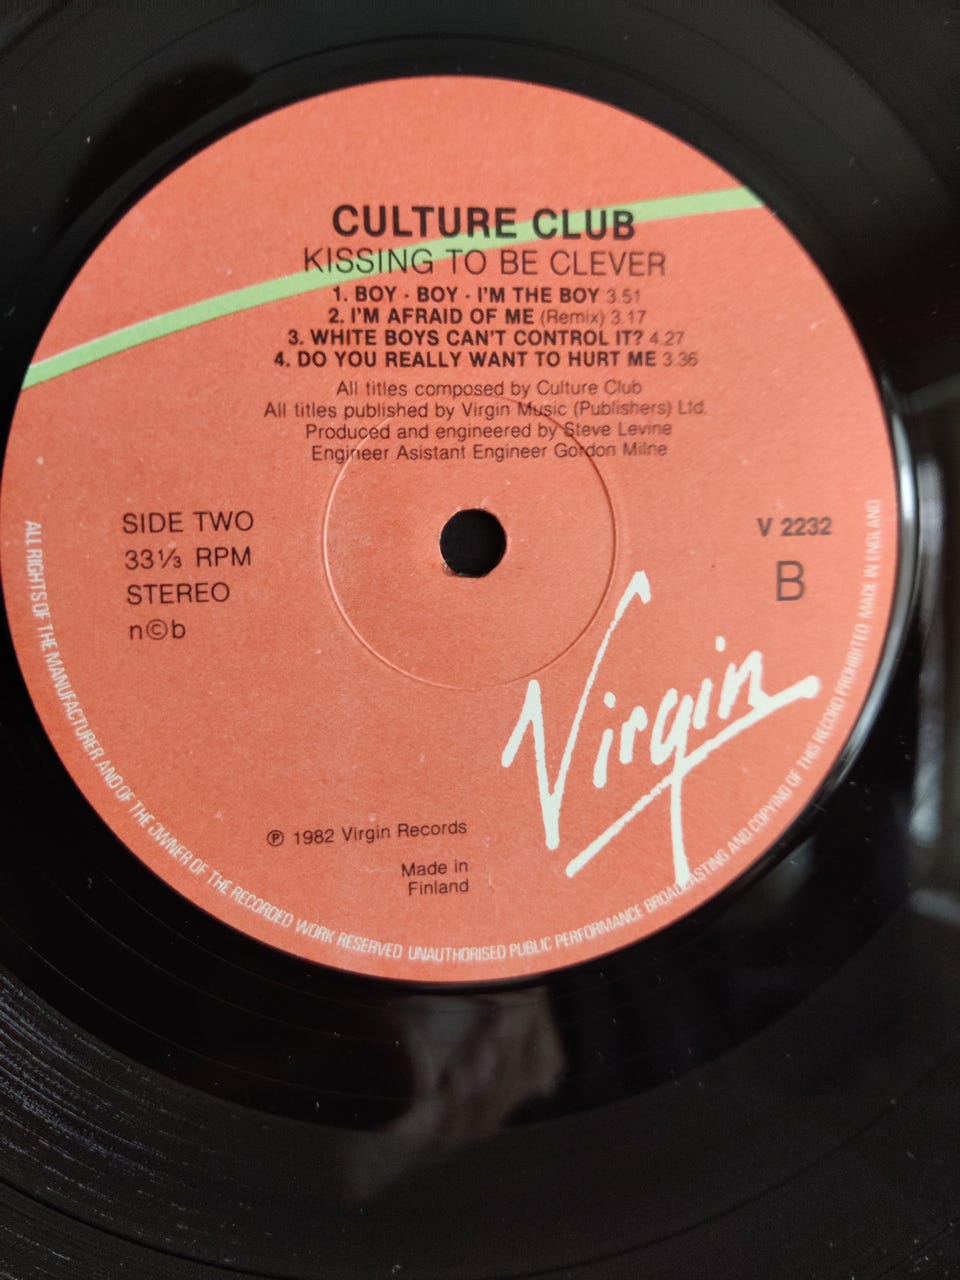 CULTURE CLUB
KISSING TO BE CLEVER
1. BOY · BOY · I'M THE BOY 3.51
2. I'M AFRAID OF ME (Remix) 3.17
3. WHITE BOYS CAN'T CONTROL IT? 4.27
4. DO YOU REALLY WANT TO HURT ME 3.36
All titles composed by Culture Club
All titles published by Virgin Music (Publishers) Ltd.
Produced and engineered by Steve Levine
Engineer Asistant Engineer Gordon Milne
SIDE TWO
33⅓ RPM
STEREO
n©b
V 2232
B
Virgin
℗ 1982 Virgin Records
Made in
Finland
ALL RIGHTS OF THE MANUFACTURER AND OF THE OWNER OF THE RECORDED WORK RESERVED UNAUTHORISED PUBLIC PERFORMANCE BROADCASTING AND COPYING OF THIS RECORD PROHIBITED MADE IN ENGLAND